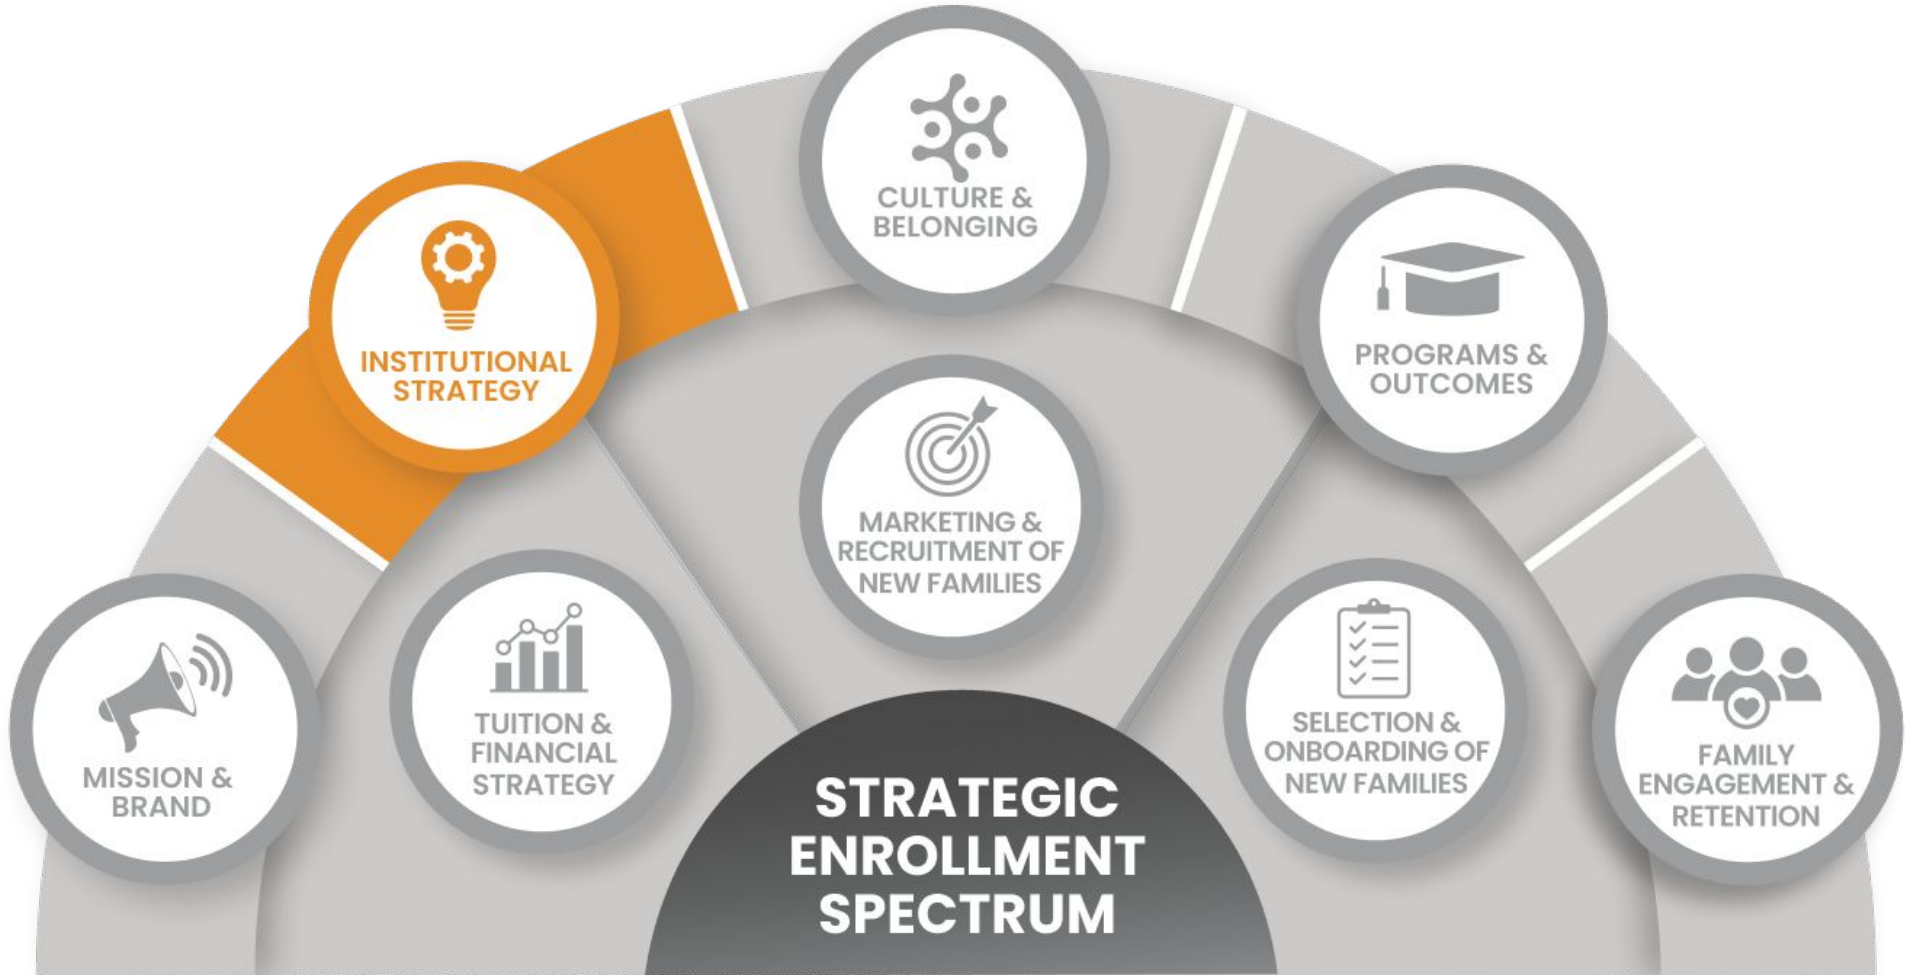 CULTURE &
BELONGING
INSTITUTIONAL
STRATEGY
PROGRAMS &
OUTCOMES
MARKETING &
RECRUITMENT OF
NEW FAMILIES
MISSION &
BRAND
TUITION &
FINANCIAL
STRATEGY
SELECTION &
ONBOARDING OF
NEW FAMILIES
FAMILY
ENGAGEMENT &
RETENTION
STRATEGIC
ENROLLMENT
SPECTRUM